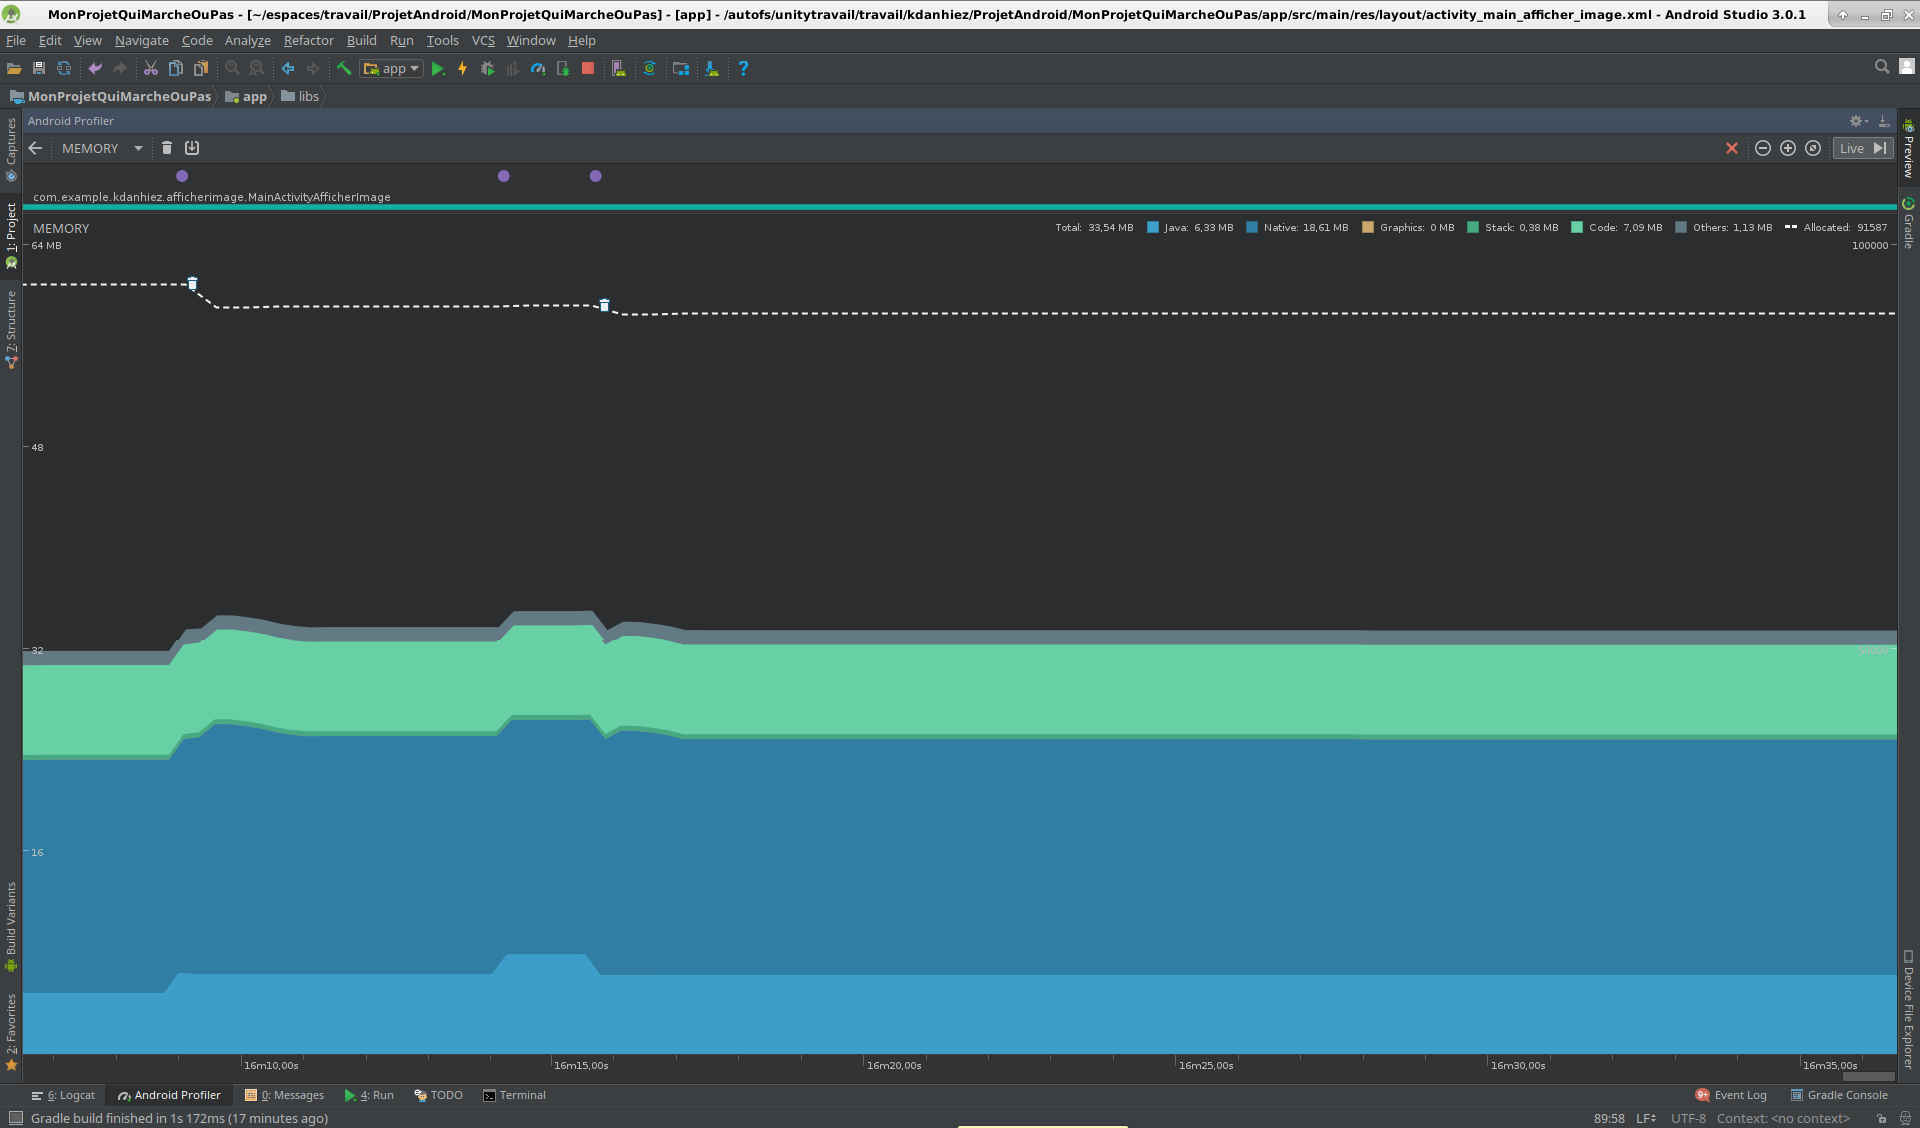 MonProjetQuiMarcheOuPas - [~/espaces/travail/ProjetAndroid/MonProjetQuiMarcheOuPas] - [app] - /autofs/unitytravail/travail/kdanhiez/ProjetAndroid/MonProjetQuiMarcheOuPas/app/src/main/res/layout/activity_main_afficher_image.xml - Android Studio 3.0.1
File Edit View Navigate Code Analyze Refactor Build Run Tools VCS Window Help
app
MonProjetQuiMarcheOuPas app libs
Captures
1: Project
7: Structure
Build Variants
2: Favorites
Android Profiler
MEMORY
Live
com.example.kdanhiez.afficherimage.MainActivityAfficherImage
MEMORY
Total: 33,54 MB Java: 6,33 MB Native: 18,61 MB Graphics: 0 MB Stack: 0,38 MB Code: 7,09 MB Others: 1,13 MB Allocated: 91587
64 MB
100000
48
32
50000
16
16m10,00s 16m15,00s 16m20,00s 16m25,00s 16m30,00s 16m35,00s
Preview
Gradle
Device File Explorer
6: Logcat Android Profiler 0: Messages 4: Run TODO Terminal 9+ Event Log Gradle Console
Gradle build finished in 1s 172ms (17 minutes ago) 89:58 LF UTF-8 Context: <no context>